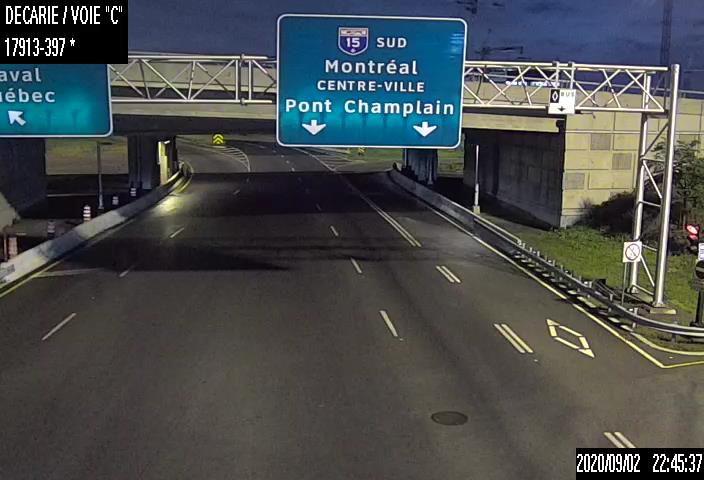 DECARIE / VOIE "C"
17913-397 *
aval
ébec
15 SUD
Montréal
CENTRE-VILLE
Pont Champlain
BUS
2020/09/02 22:45:37